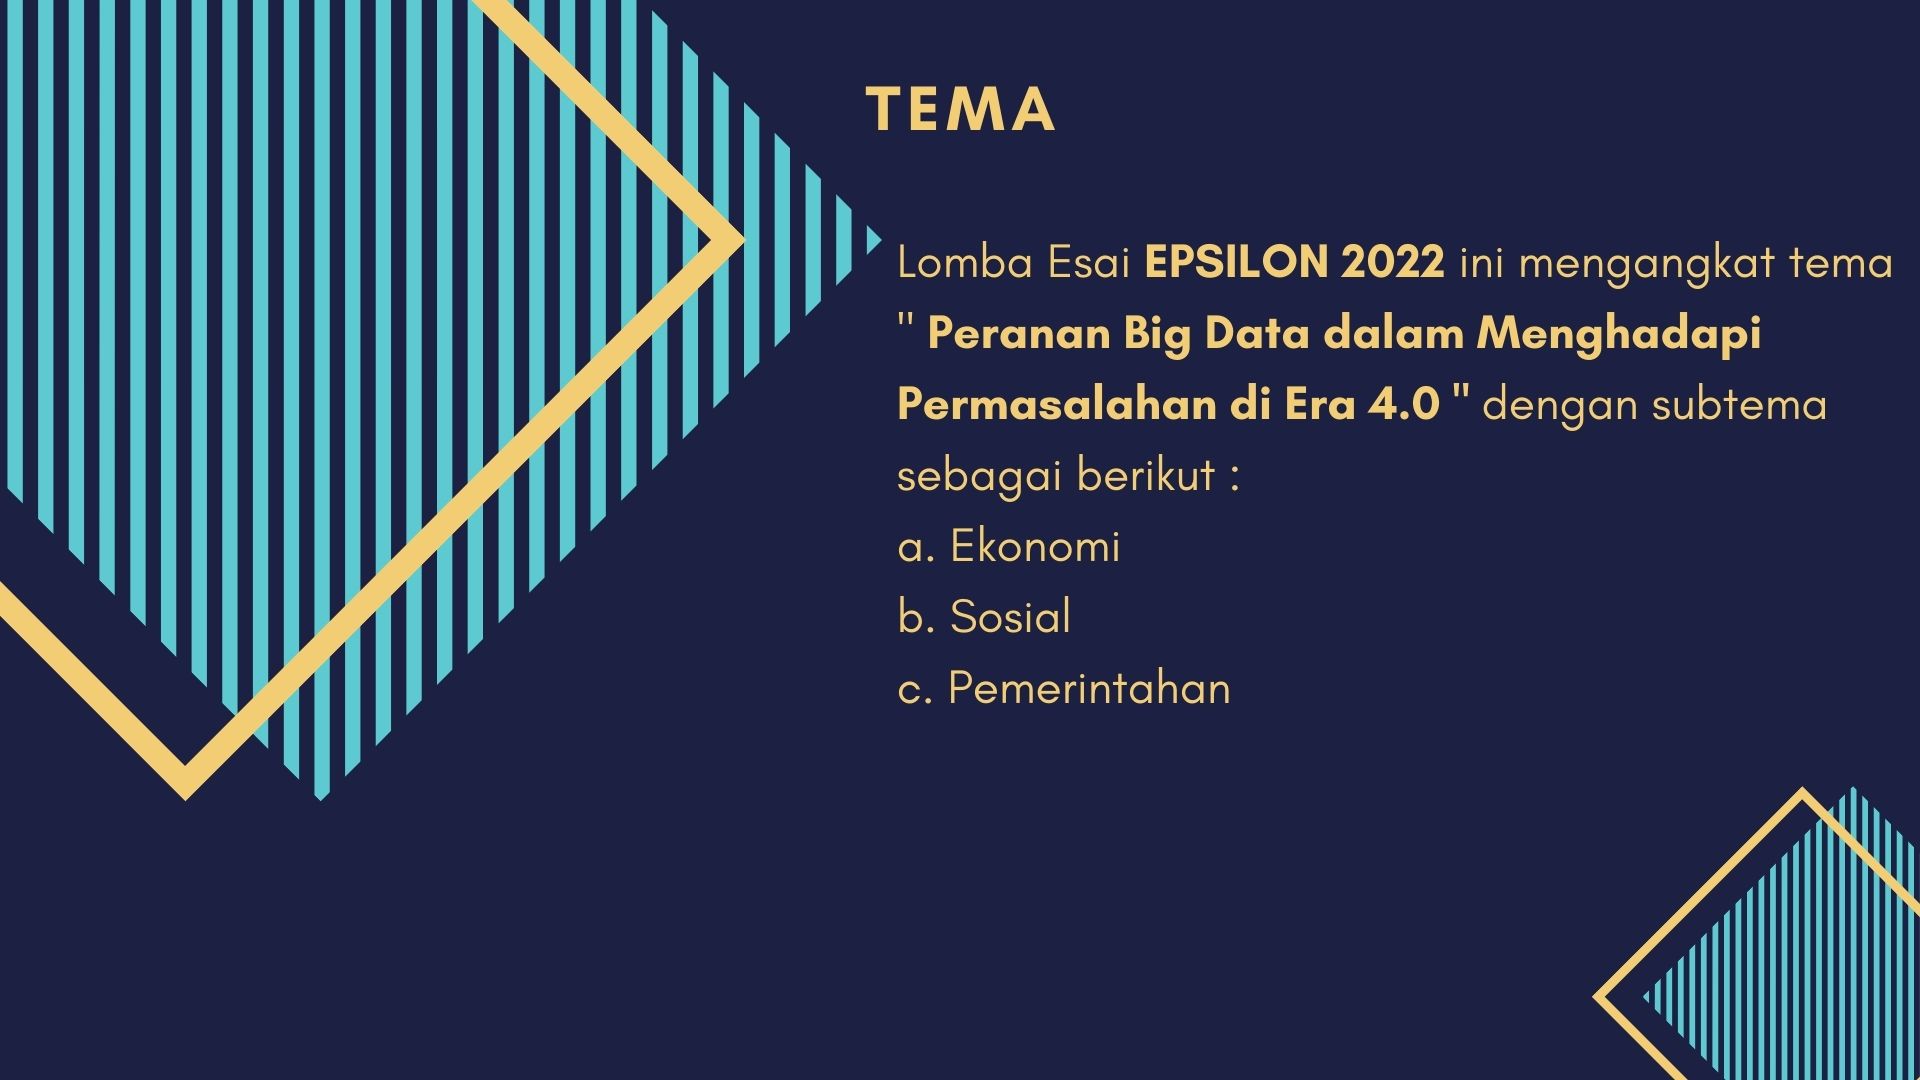 TEMA
Lomba Esai EPSILON 2022 ini mengangkat tema
" Peranan Big Data dalam Menghadapi
Permasalahan di Era 4.0 " dengan subtema
sebagai berikut :
a. Ekonomi
b. Sosial
c. Pemerintahan